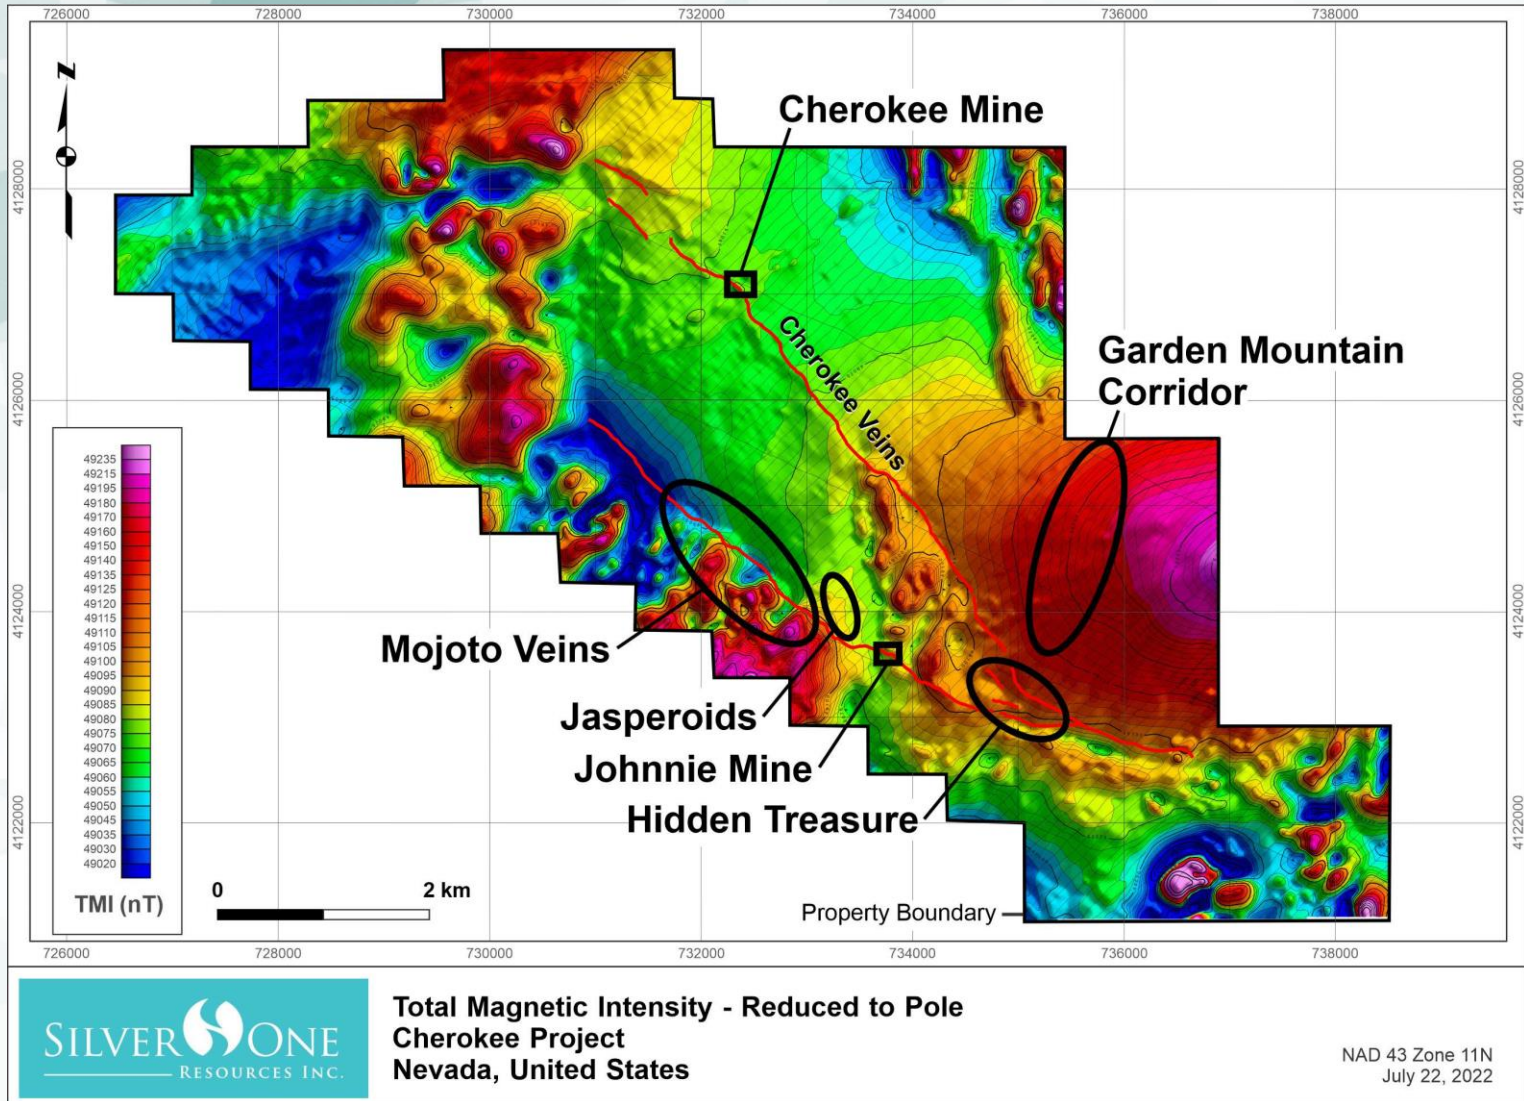 726000
728000
730000
732000
734000
736000
738000
N
4128000
4128000
Cherokee Mine
Cherokee Veins
Garden Mountain
Corridor
4126000
4126000
49235
49215
49195
49180
49170
49160
49150
49140
49135
49125
49120
49115
49110
49105
49100
49095
49090
49085
49080
49070
49065
49060
49050
49045
49035
49030
49020
TMI (nT)
4124000
4124000
Mojoto Veins
Jasperoids
Johnnie Mine
Hidden Treasure
4122000
4122000
0
2 km
Property Boundary
726000
728000
730000
732000
734000
736000
738000
SILVER ONE
RESOURCES INC.
Total Magnetic Intensity - Reduced to Pole
Cherokee Project
Nevada, United States
NAD 43 Zone 11N
July 22, 2022